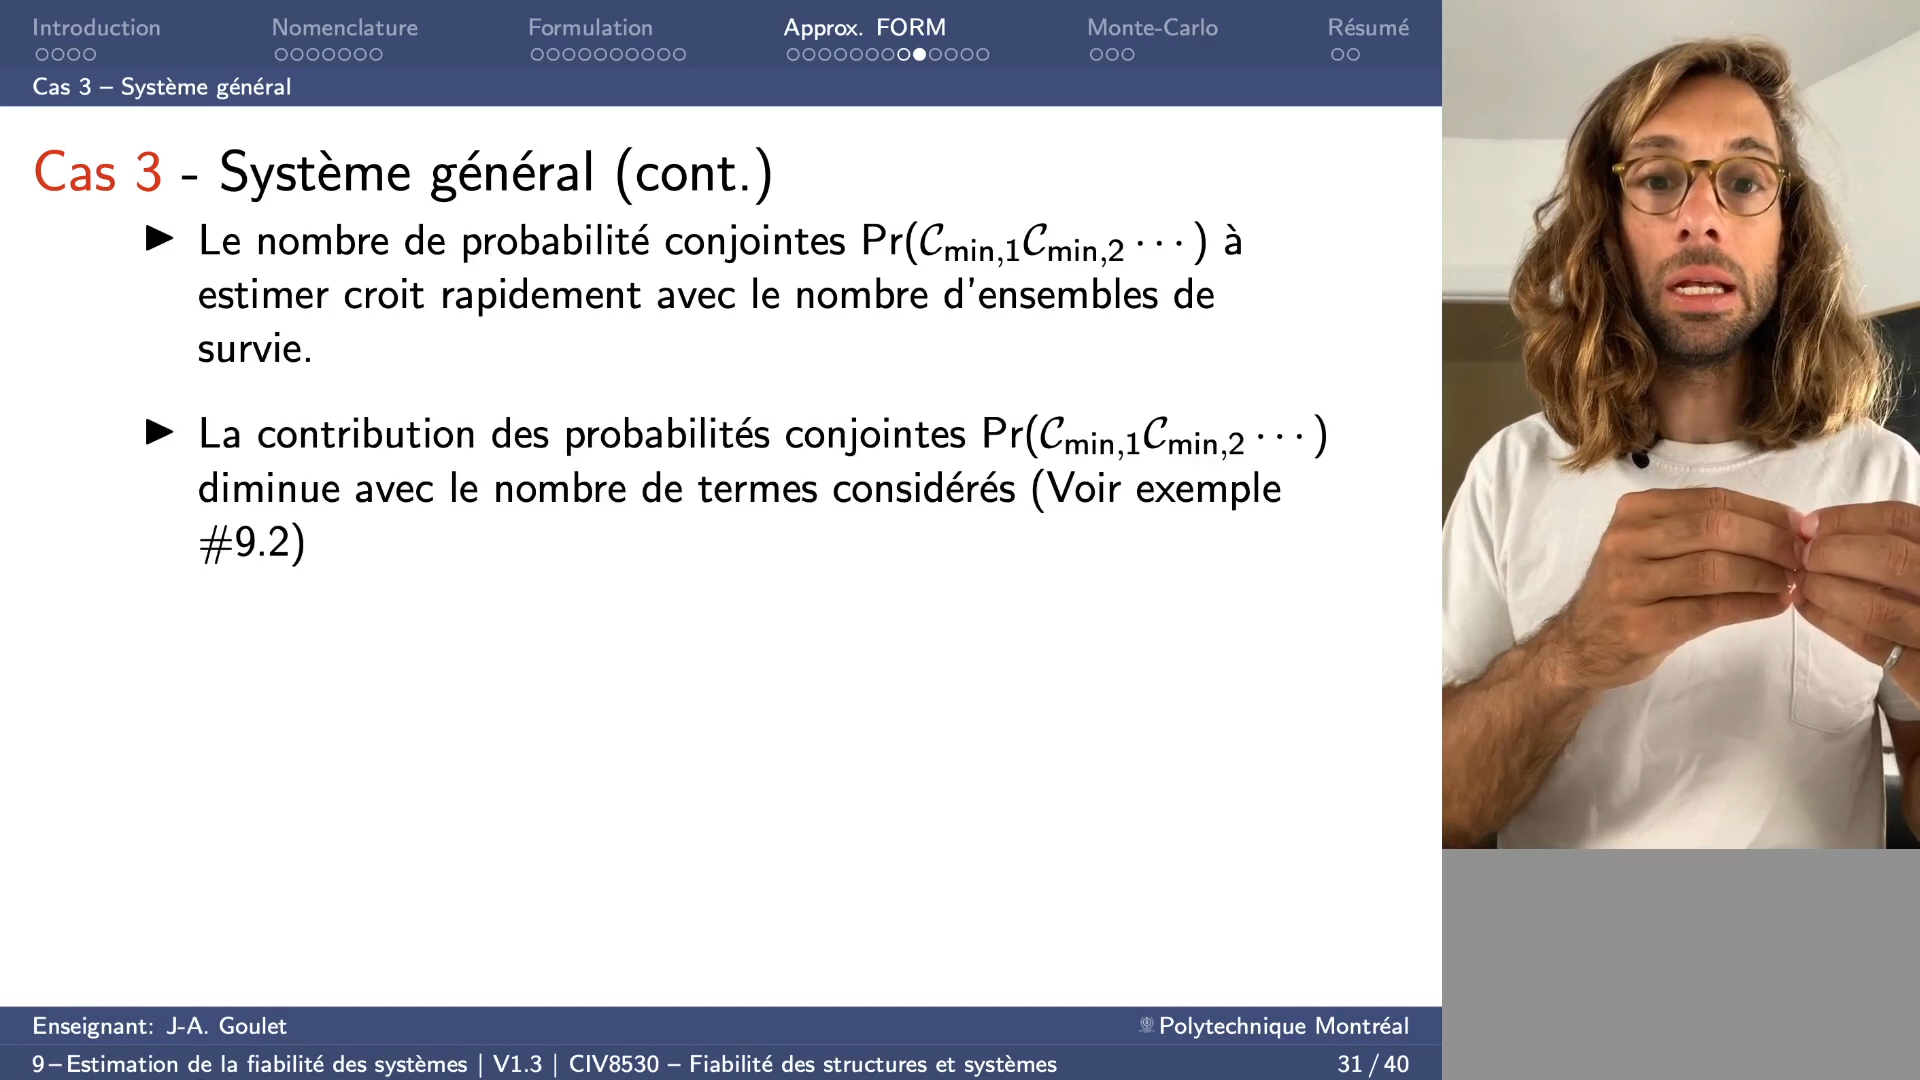 Introduction Nomenclature Formulation Approx. FORM Monte-Carlo Résumé
Cas 3 – Système général
Cas 3 - Système général (cont.)
▶ Le nombre de probabilité conjointes Pr(𝒞min,1𝒞min,2 ⋯ ) à
estimer croit rapidement avec le nombre d'ensembles de
survie.
▶ La contribution des probabilités conjointes Pr(𝒞min,1𝒞min,2 ⋯ )
diminue avec le nombre de termes considérés (Voir exemple
#9.2)
Enseignant: J-A. Goulet Polytechnique Montréal
9 – Estimation de la fiabilité des systèmes | V1.3 | CIV8530 – Fiabilité des structures et systèmes 31 / 40